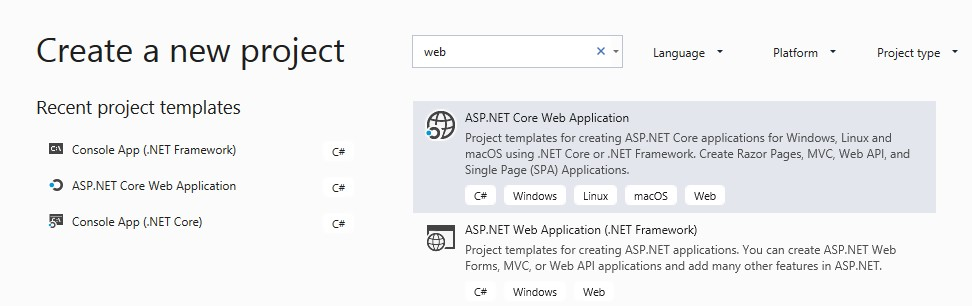 Create a new project
web
Language
Platform
Project type
Recent project templates
Console App (.NET Framework)
C#
ASP.NET Core Web Application
C#
Console App (.NET Core)
C#
ASP.NET Core Web Application
Project templates for creating ASP.NET Core applications for Windows, Linux and
macOS using .NET Core or .NET Framework. Create Razor Pages, MVC, Web API, and
Single Page (SPA) Applications.
C# Windows Linux macOS Web
ASP.NET Web Application (.NET Framework)
Project templates for creating ASP.NET applications. You can create ASP.NET Web
Forms, MVC, or Web API applications and add many other features in ASP.NET.
C# Windows Web